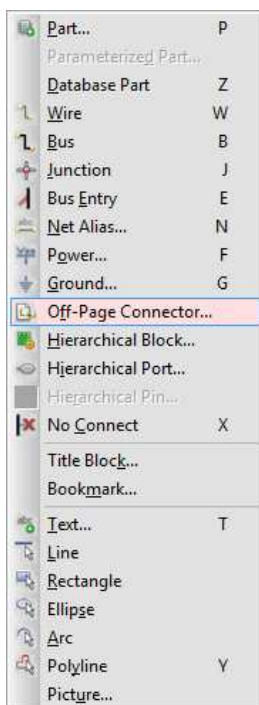 Part... P
Parameterized Part...
Database Part Z
Wire W
Bus B
Junction J
Bus Entry E
Net Alias... N
Power... F
Ground... G
Off-Page Connector...
Hierarchical Block...
Hierarchical Port...
Hierarchical Pin...
No Connect X
Title Block...
Bookmark...
Text... T
Line
Rectangle
Ellipse
Arc
Polyline Y
Picture...